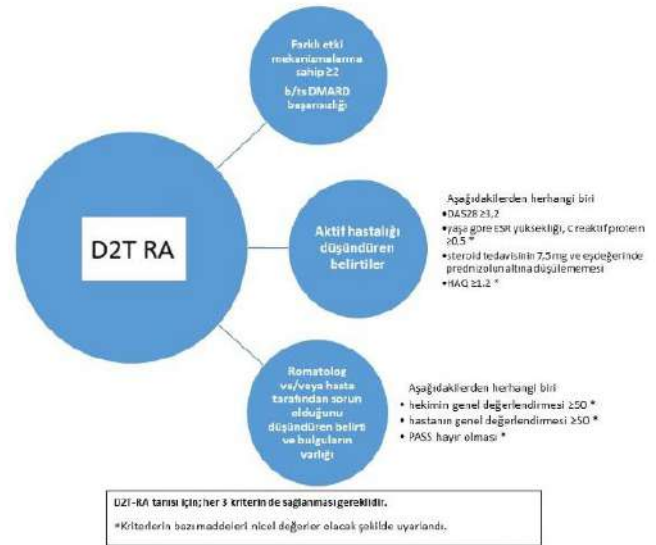 Farklı etki
mekanizmalarına
sahip ≥2
b/ts DMARD
başarısızlığı
D2T RA
Aktif hastalığı
düşündüren
belirtiler
Aşağıdakilerden herhangi biri
•DAS28 ≥3,2
•yaşa göre ESR yüksekliği, C reaktif protein
≥0.5 *
•steroid tedavisinin 7,5 mg ve eşdeğerinde
prednizolun altına düşülememesi
•HAQ ≥1.2 *
Romatolog
ve/veya hasta
tarafından sorun
olduğunu
düşündüren belirti
ve bulguların
varlığı
Aşağıdakilerden herhangi biri
• hekimin genel değerlendirmesi ≥50 *
• hastanın genel değerlendirmesi ≥50 *
• PASS hayır olması *
D2T-RA tanısı için; her 3 kriterin de sağlanması gereklidir.
*Kriterlerin bazı maddeleri nicel değerler olacak şekilde uyarlandı.